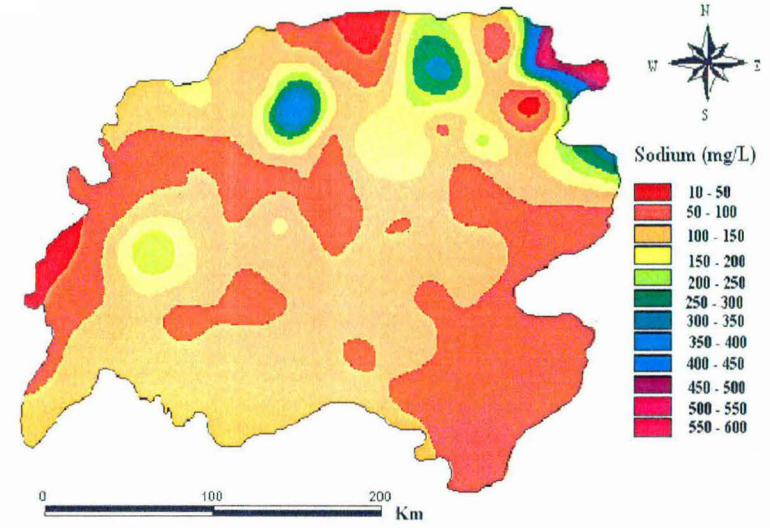 N
W E
S
Sodium (mg/L)
10 - 50
50 - 100
100 - 150
150 - 200
200 - 250
250 - 300
300 - 350
350 - 400
400 - 450
450 - 500
500 - 550
550 - 600
0 100 200
Km